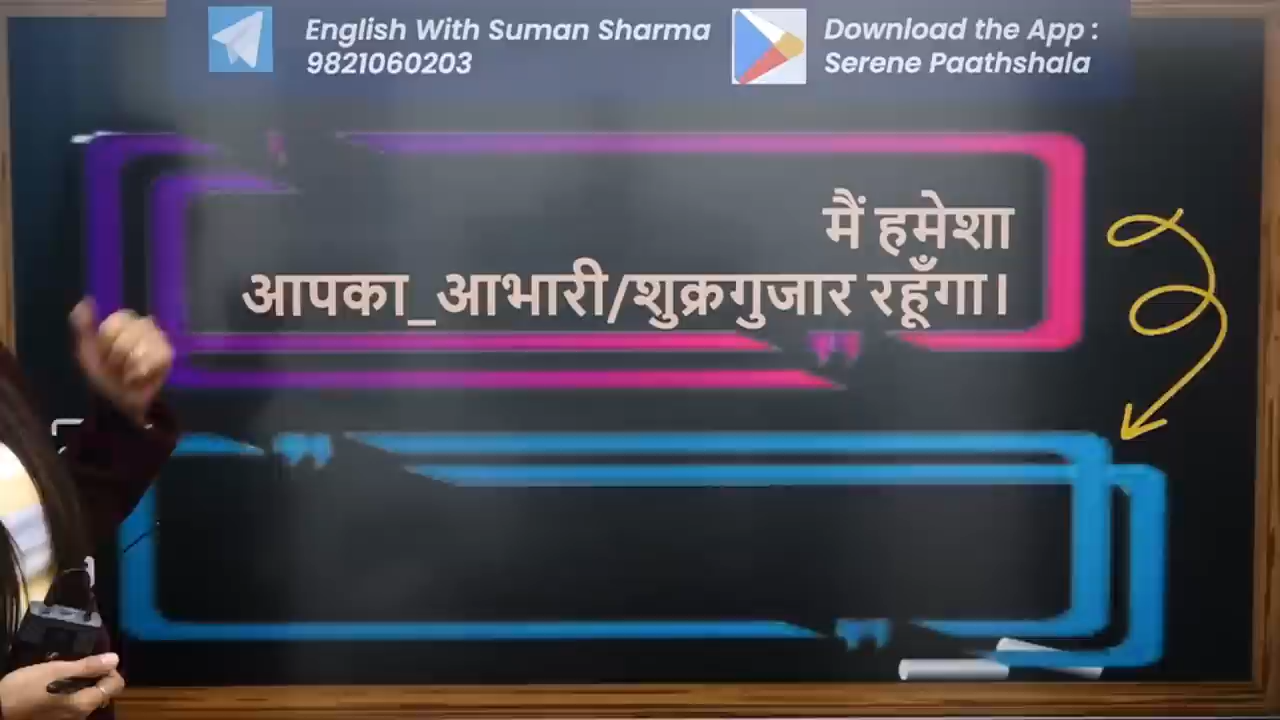 English With Suman Sharma
9821060203
Download the App :
Serene Paathshala
मैं हमेशा
आपका_आभारी/शुक्रगुजार रहूँगा।